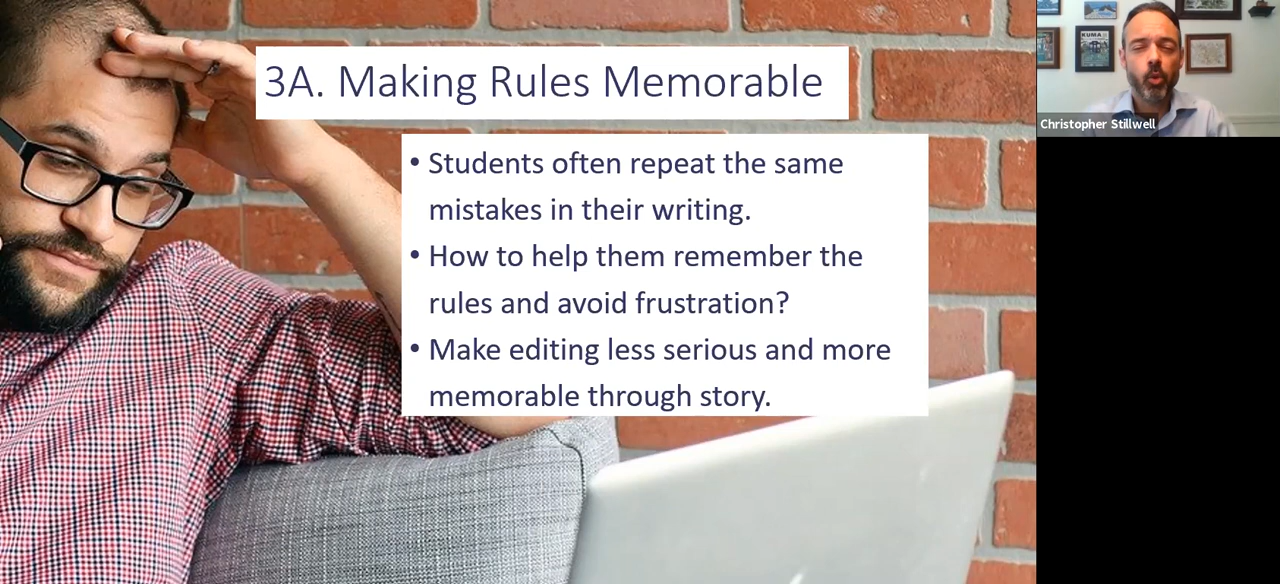 3A. Making Rules Memorable
• Students often repeat the same
mistakes in their writing.
• How to help them remember the
rules and avoid frustration?
• Make editing less serious and more
memorable through story.
KUMA
Christopher Stillwell